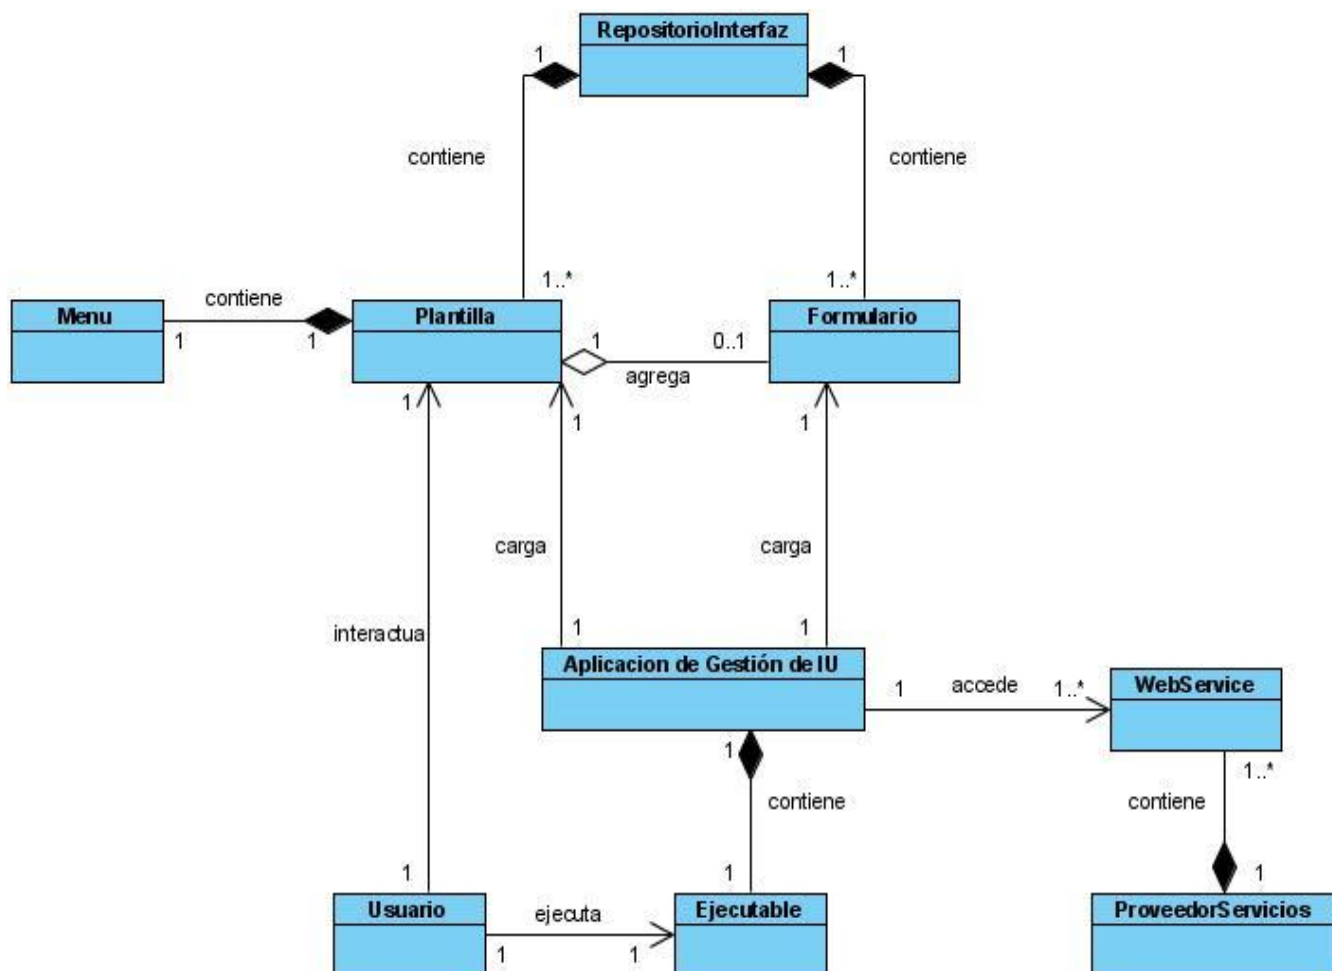 RepositorioInterfaz
1
1
contiene
contiene
1..*
1..*
contiene
Menu
Plantilla
Formulario
1
1
1
0..1
agrega
1
1
1
carga
carga
interactua
1
1
Aplicacion de Gestión de IU
1
accede
1..*
WebService
1
1..*
contiene
contiene
1
1
1
Usuario
ejecuta
Ejecutable
ProveedorServicios
1
1